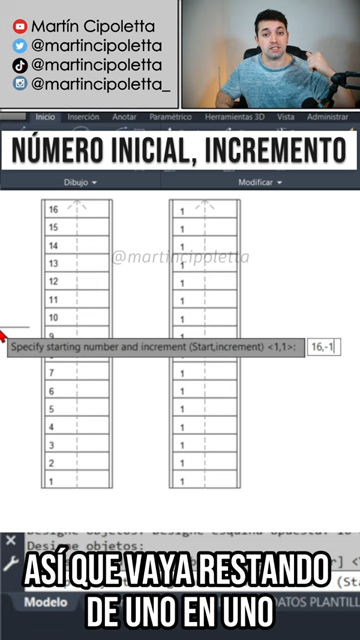 Martín Cipoletta
@martincipoletta
@martincipoletta
@martincipoletta_
Inicio Inserción Anotar Paramétrico Herramientas 3D Vista Administrar
NÚMERO INICIAL, INCREMENTO
Dibujo Modificar
16 1
15 1
14 1
@martincipoletta
13 1
12 1
11 1
10 1
9 1
Specify starting number and increment (Start,increment) <1,1>: 16,-1
7 1
6 1
5 1
4 1
3 1
2 1
1 1
Designe objetos:
ASÍ QUE VAYA RESTANDO
DE UNO EN UNO
Modelo